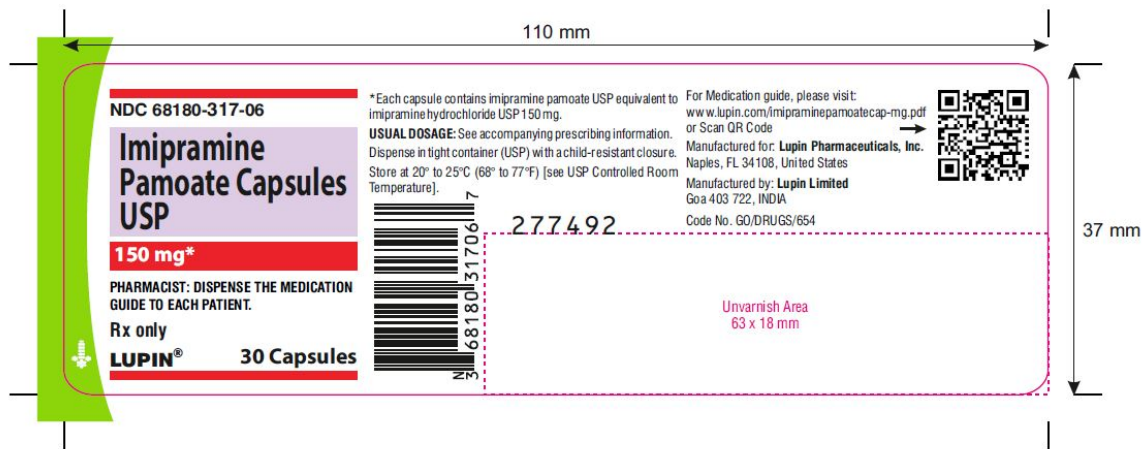 110 mm
NDC 68180-317-06
Imipramine
Pamoate Capsules
USP
150 mg*
PHARMACIST: DISPENSE THE MEDICATION
GUIDE TO EACH PATIENT.
Rx only
LUPIN® 30 Capsules
*Each capsule contains imipramine pamoate USP equivalent to
imipramine hydrochloride USP 150 mg.
USUAL DOSAGE: See accompanying prescribing information.
Dispense in tight container (USP) with a child-resistant closure.
Store at 20° to 25°C (68° to 77°F) [see USP Controlled Room
Temperature].
N
3 68180 31706 7
277492
For Medication guide, please visit:
www.lupin.com/imipraminepamoatecap-mg.pdf
or Scan QR Code
Manufactured for: Lupin Pharmaceuticals, Inc.
Naples, FL 34108, United States
Manufactured by: Lupin Limited
Goa 403 722, INDIA
Code No. GO/DRUGS/654
Unvarnish Area
63 x 18 mm
37 mm